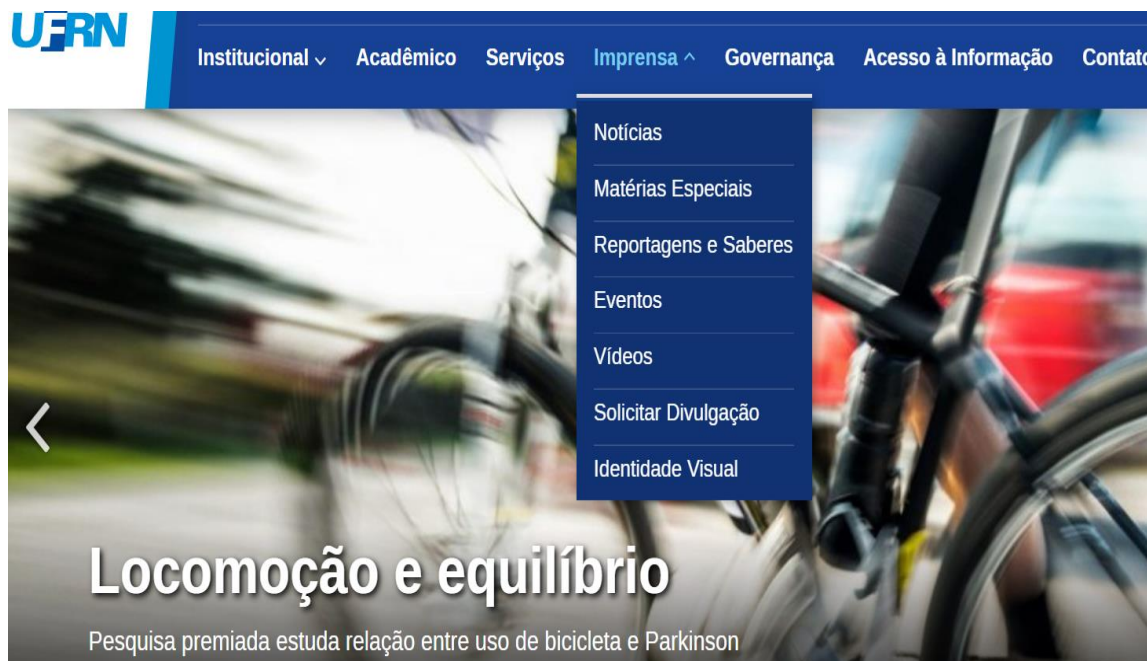 UFRN
Institucional Acadêmico Serviços Imprensa Governança Acesso à Informação Contato
Notícias
Matérias Especiais
Reportagens e Saberes
Eventos
Vídeos
Solicitar Divulgação
Identidade Visual
Locomoção e equilíbrio
Pesquisa premiada estuda relação entre uso de bicicleta e Parkinson